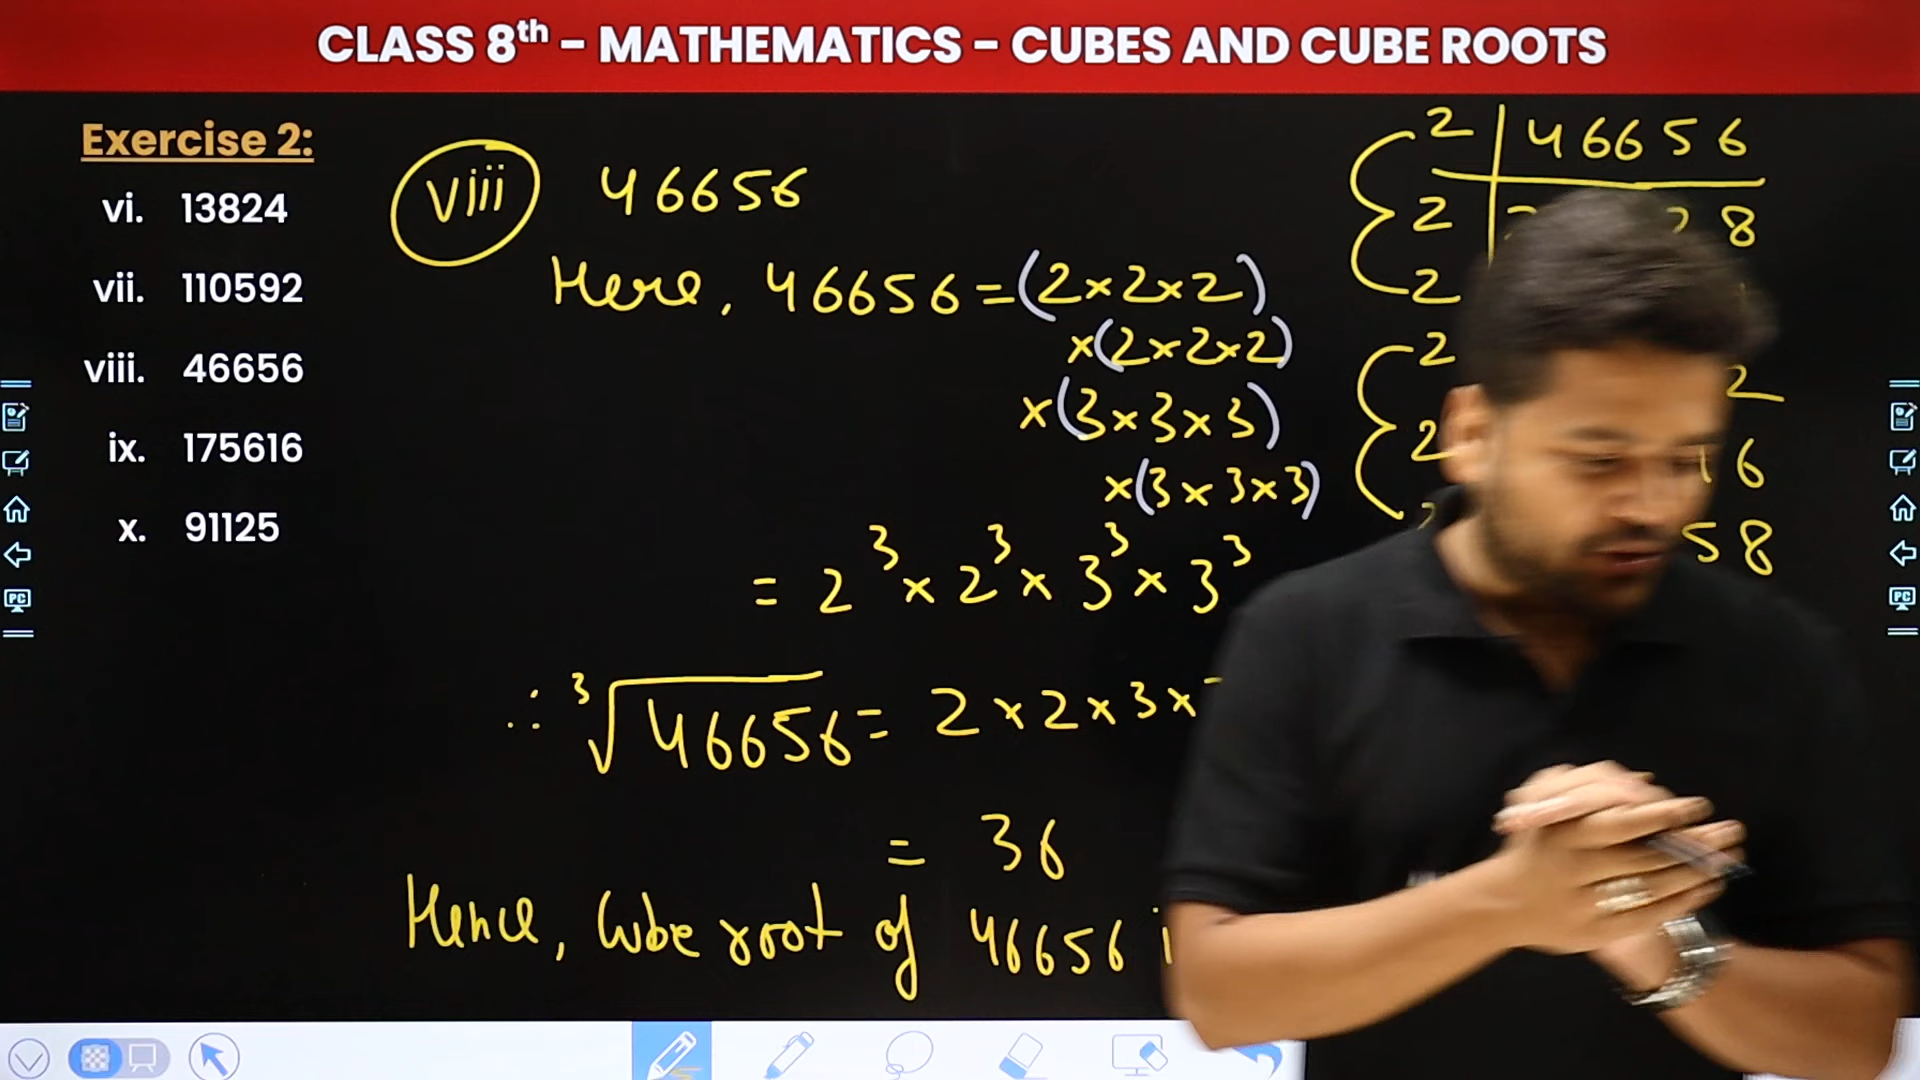 CLASS 8th - MATHEMATICS - CUBES AND CUBE ROOTS
Exercise 2:
vi. 13824
vii. 110592
viii. 46656
ix. 175616
x. 91125
viii 46656
Here, 46656 = (2×2×2)
×(2×2×2)
×(3×3×3)
×(3×3×3)
= 2³ × 2³ × 3³ × 3³
∴ ³√46656 = 2×2×3×
= 36
Hence, Cube root of 46656 i
2 | 46656
2 | 8
2
2 2
2 16
58
PC
PC